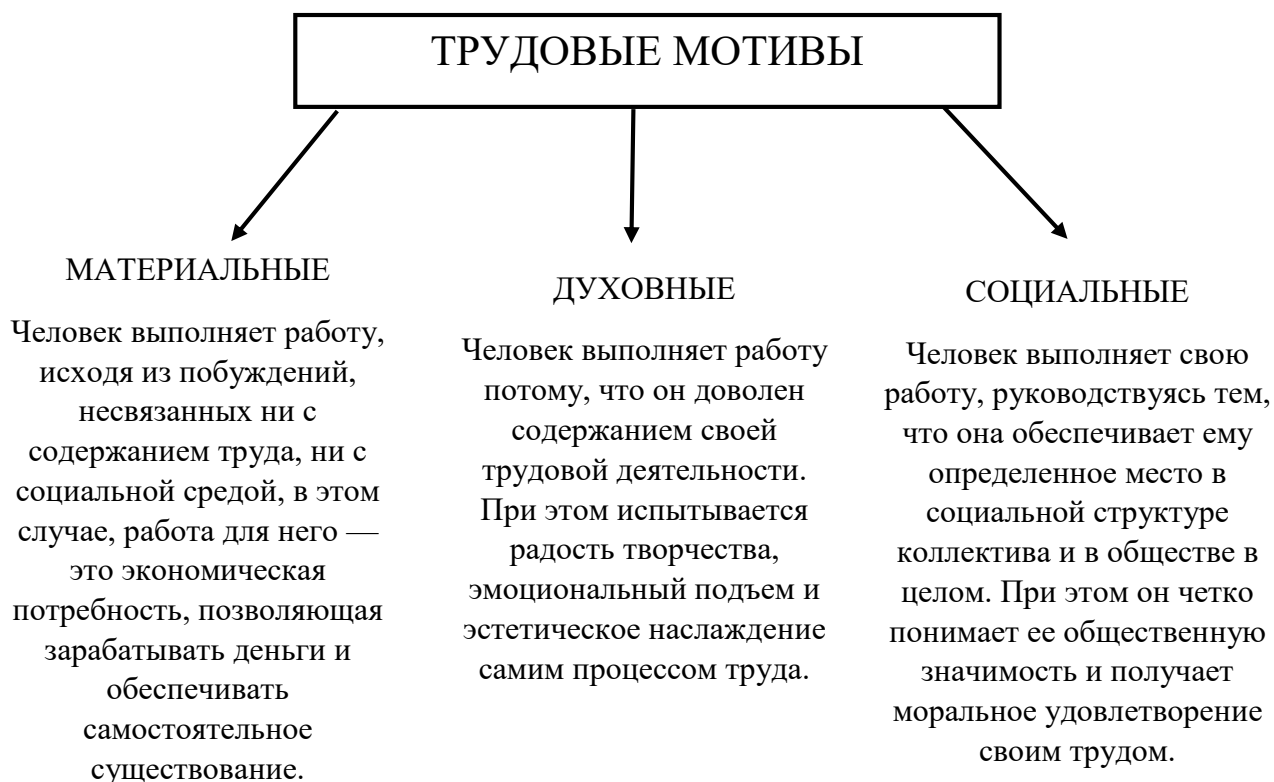 ТРУДОВЫЕ МОТИВЫ
МАТЕРИАЛЬНЫЕ
Человек выполняет работу,
исходя из побуждений,
несвязанных ни с
содержанием труда, ни с
социальной средой, в этом
случае, работа для него —
это экономическая
потребность, позволяющая
зарабатывать деньги и
обеспечивать
самостоятельное
существование.
ДУХОВНЫЕ
Человек выполняет работу
потому, что он доволен
содержанием своей
трудовой деятельности.
При этом испытывается
радость творчества,
эмоциональный подъем и
эстетическое наслаждение
самим процессом труда.
СОЦИАЛЬНЫЕ
Человек выполняет свою
работу, руководствуясь тем,
что она обеспечивает ему
определенное место в
социальной структуре
коллектива и в обществе в
целом. При этом он четко
понимает ее общественную
значимость и получает
моральное удовлетворение
своим трудом.